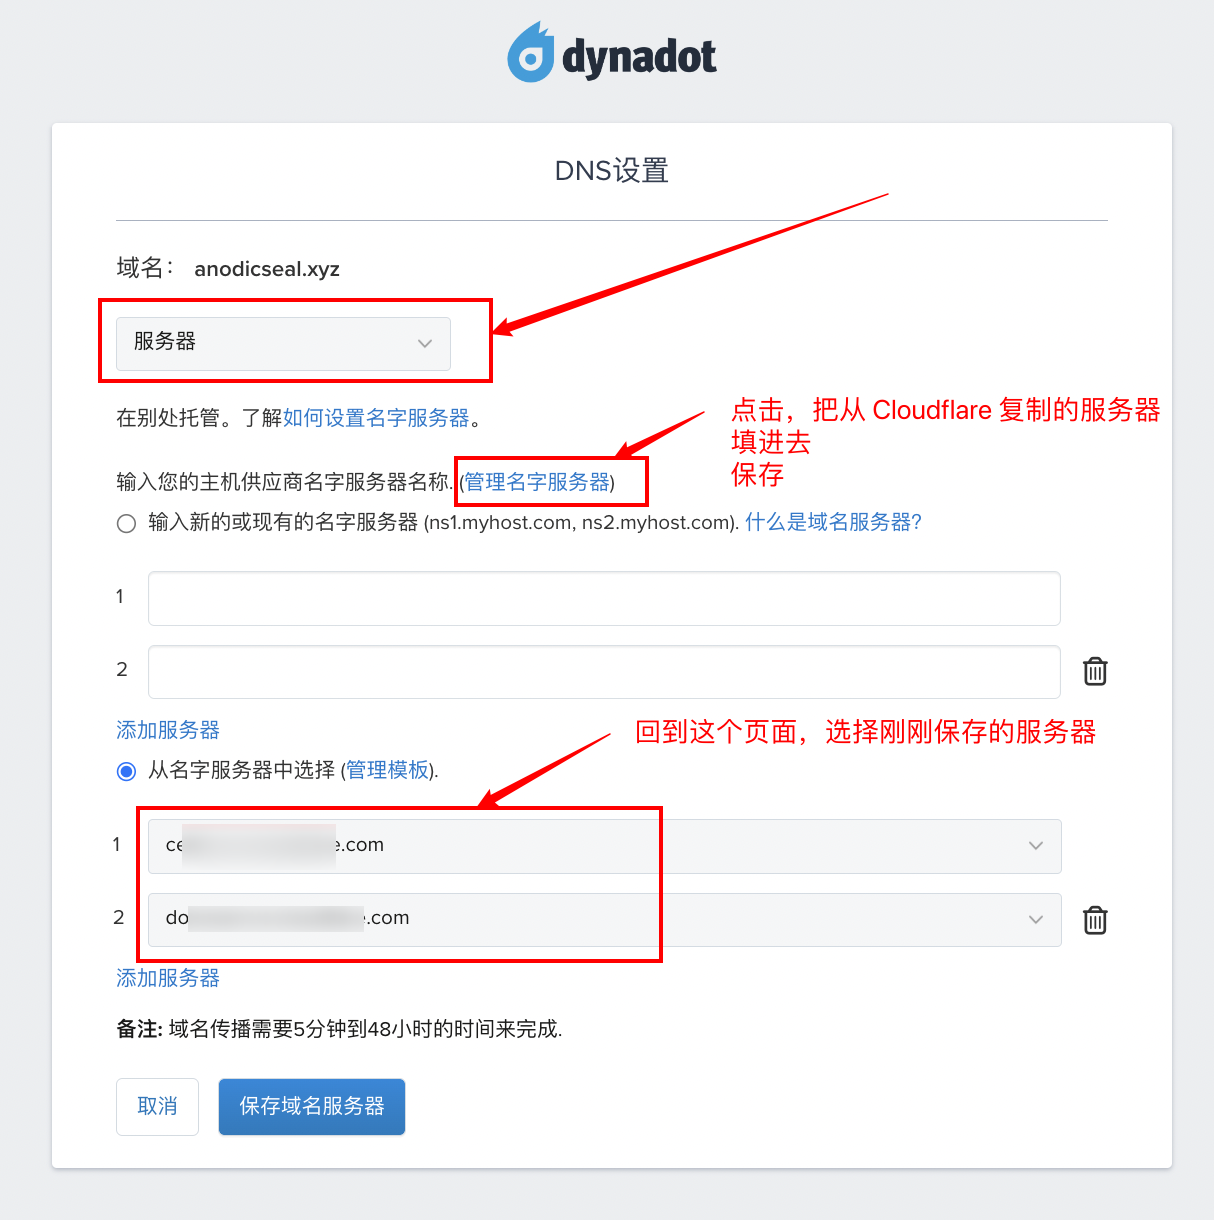 dynadot
DNS设置
域名： anodicseal.xyz
服务器
在别处托管。了解如何设置名字服务器。
点击，把从 Cloudflare 复制的服务器
填进去
保存
输入您的主机供应商名字服务器名称. (管理名字服务器)
输入新的或现有的名字服务器 (ns1.myhost.com, ns2.myhost.com). 什么是域名服务器?
1
2
添加服务器
回到这个页面，选择刚刚保存的服务器
从名字服务器中选择 (管理模板).
1 ce .com
2 do .com
添加服务器
备注: 域名传播需要5分钟到48小时的时间来完成.
取消
保存域名服务器